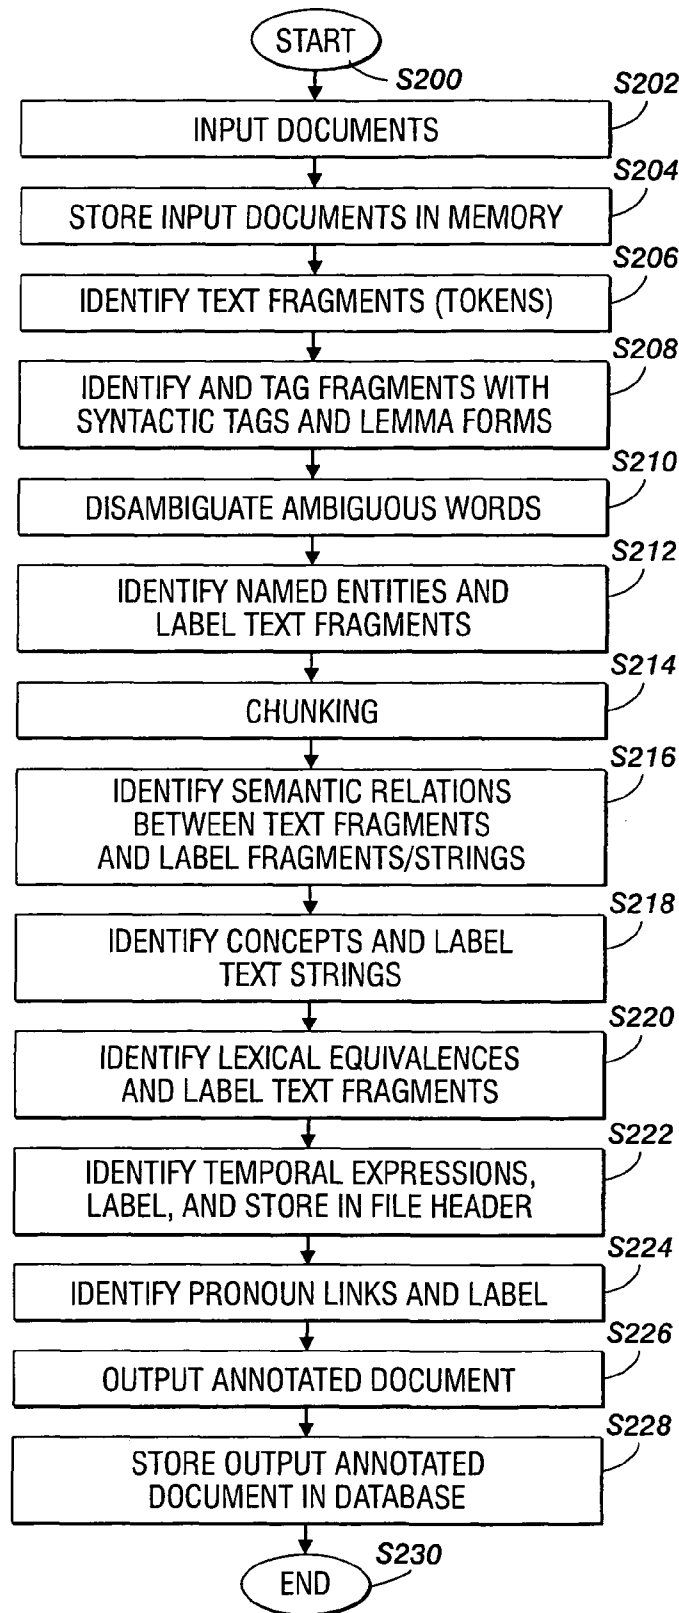 START
S200
S202
INPUT DOCUMENTS
S204
STORE INPUT DOCUMENTS IN MEMORY
S206
IDENTIFY TEXT FRAGMENTS (TOKENS)
S208
IDENTIFY AND TAG FRAGMENTS WITH
SYNTACTIC TAGS AND LEMMA FORMS
S210
DISAMBIGUATE AMBIGUOUS WORDS
S212
IDENTIFY NAMED ENTITIES AND
LABEL TEXT FRAGMENTS
S214
CHUNKING
S216
IDENTIFY SEMANTIC RELATIONS
BETWEEN TEXT FRAGMENTS
AND LABEL FRAGMENTS/STRINGS
S218
IDENTIFY CONCEPTS AND LABEL
TEXT STRINGS
S220
IDENTIFY LEXICAL EQUIVALENCES
AND LABEL TEXT FRAGMENTS
S222
IDENTIFY TEMPORAL EXPRESSIONS,
LABEL, AND STORE IN FILE HEADER
S224
IDENTIFY PRONOUN LINKS AND LABEL
S226
OUTPUT ANNOTATED DOCUMENT
S228
STORE OUTPUT ANNOTATED
DOCUMENT IN DATABASE
S230
END